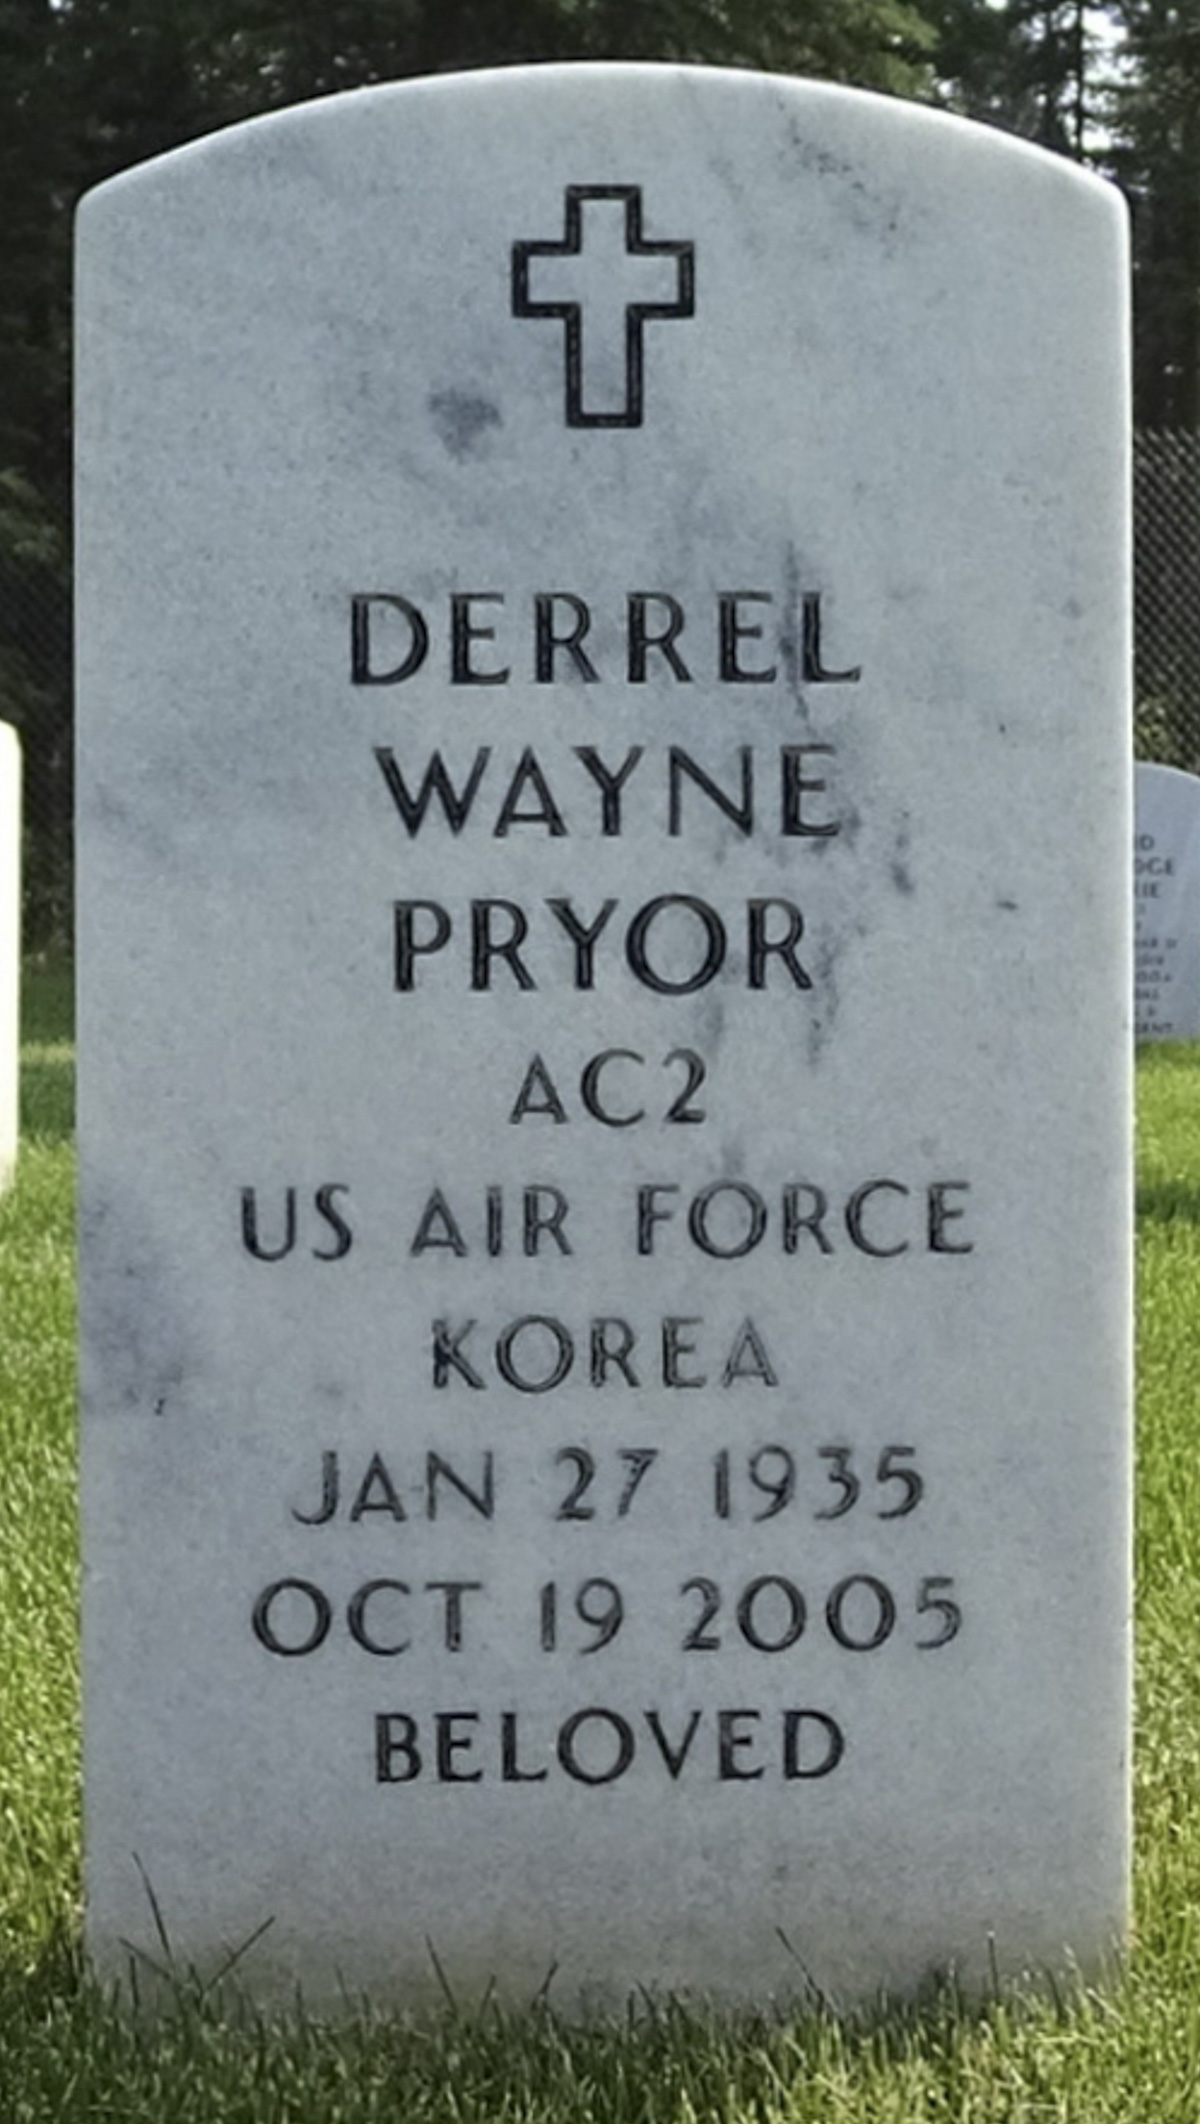 DERREL
WAYNE
PRYOR
AC2
US AIR FORCE
KOREA
JAN 27 1935
OCT 19 2005
BELOVED